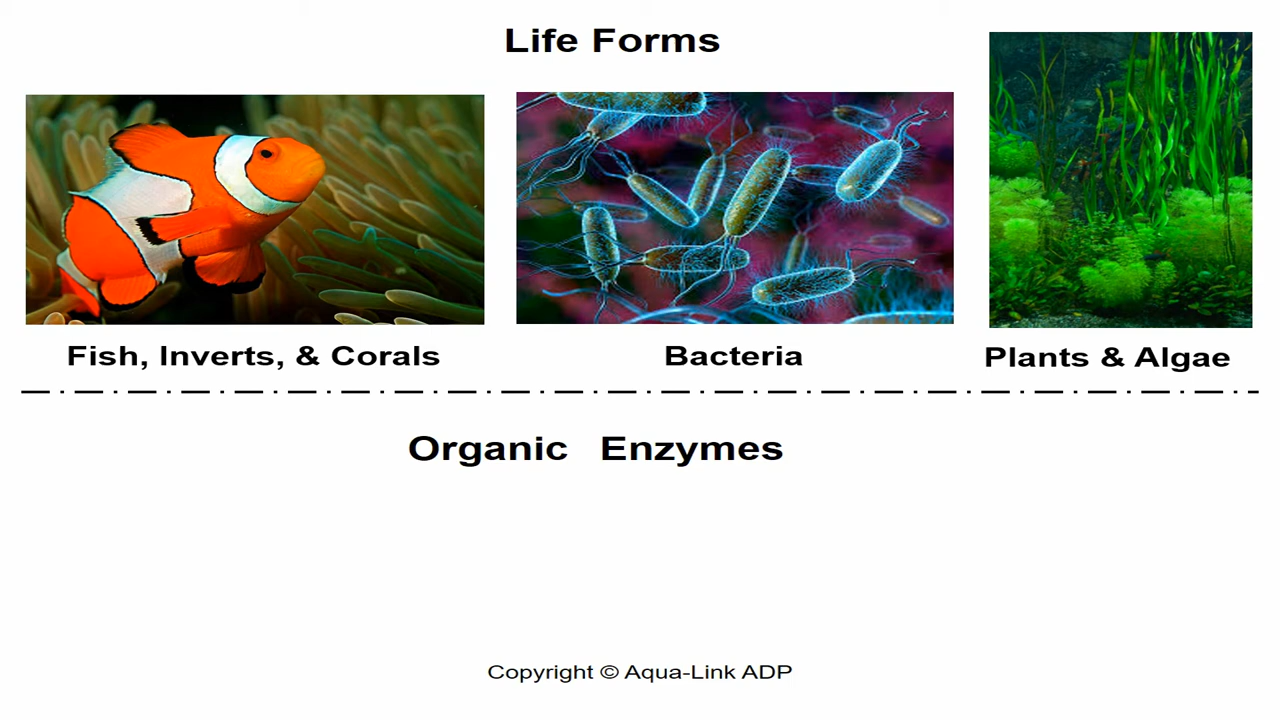 Life Forms
Fish, Inverts, & Corals
Bacteria
Plants & Algae
Organic Enzymes
Copyright © Aqua-Link ADP